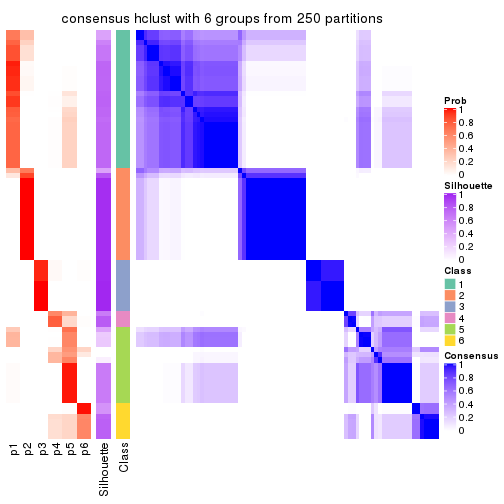 consensus hclust with 6 groups from 250 partitions
Prob
1
0.8
0.6
0.4
0.2
0
Silhouette
1
0.8
0.6
0.4
0.2
0
Class
1
2
3
4
5
6
Consensus
1
0.8
0.6
0.4
0.2
0
p1
p2
p3
p4
p5
p6
Silhouette
Class